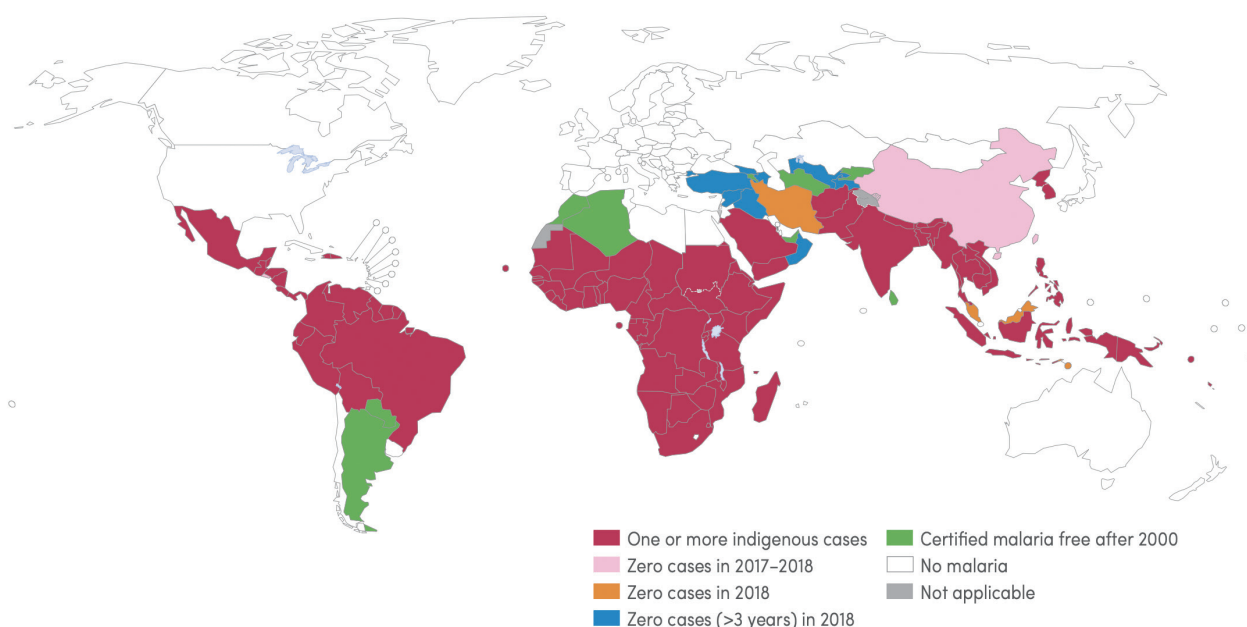 One or more indigenous cases
Zero cases in 2017–2018
Zero cases in 2018
Zero cases (>3 years) in 2018
Certified malaria free after 2000
No malaria
Not applicable